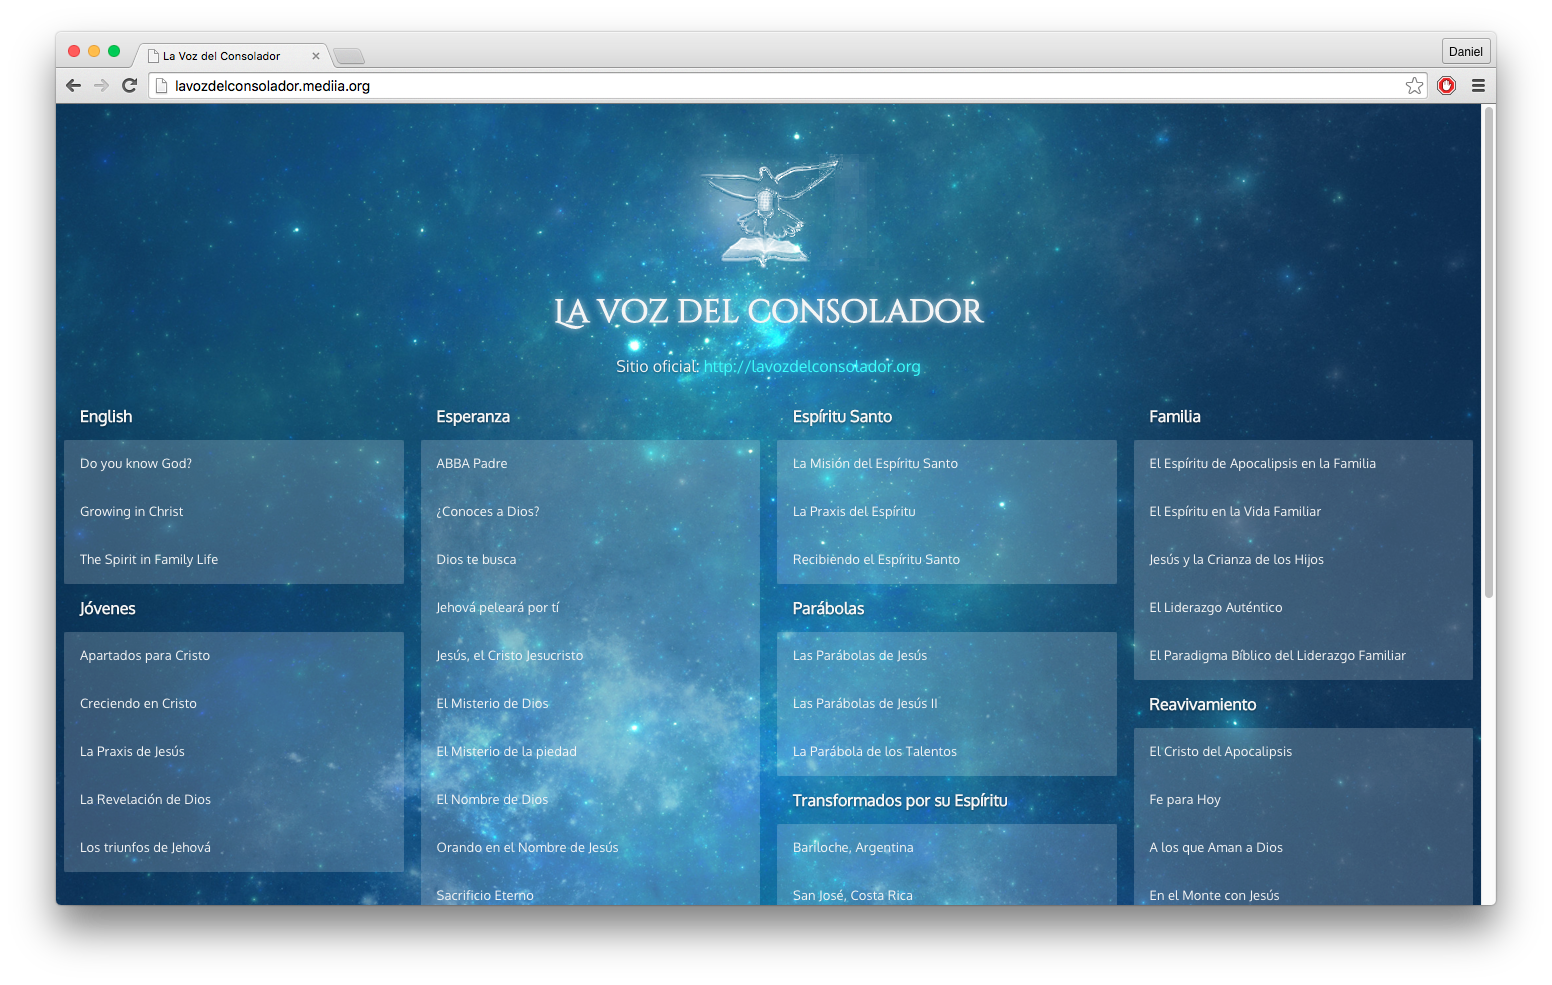 La Voz del Consolador
Daniel
lavozdelconsolador.mediia.org
LA VOZ DEL CONSOLADOR
Sitio oficial: http://lavozdelconsolador.org
English
Do you know God?
Growing in Christ
The Spirit in Family Life
Jóvenes
Apartados para Cristo
Creciendo en Cristo
La Praxis de Jesús
La Revelación de Dios
Los triunfos de Jehová
Esperanza
ABBA Padre
¿Conoces a Dios?
Dios te busca
Jehová peleará por tí
Jesús, el Cristo Jesucristo
El Misterio de Dios
El Misterio de la piedad
El Nombre de Dios
Orando en el Nombre de Jesús
Sacrificio Eterno
Espíritu Santo
La Misión del Espíritu Santo
La Praxis del Espíritu
Recibiendo el Espíritu Santo
Parábolas
Las Parábolas de Jesús
Las Parábolas de Jesús II
La Parábola de los Talentos
Transformados por su Espíritu
Bariloche, Argentina
San José, Costa Rica
Familia
El Espíritu de Apocalipsis en la Familia
El Espíritu en la Vida Familiar
Jesús y la Crianza de los Hijos
El Liderazgo Auténtico
El Paradigma Bíblico del Liderazgo Familiar
Reavivamiento
El Cristo del Apocalipsis
Fe para Hoy
A los que Aman a Dios
En el Monte con Jesús